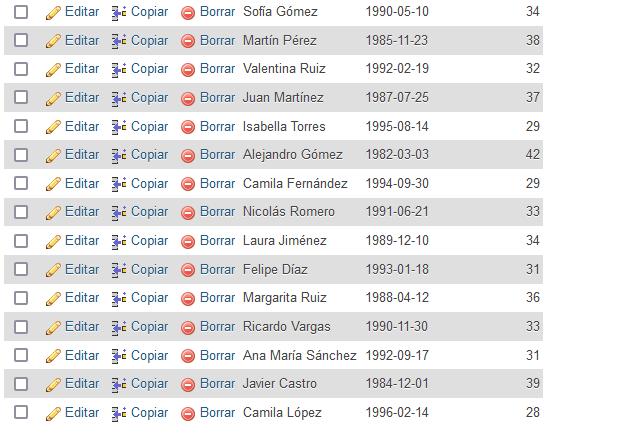 Editar Copiar Borrar Sofía Gómez 1990-05-10 34
Editar Copiar Borrar Martín Pérez 1985-11-23 38
Editar Copiar Borrar Valentina Ruiz 1992-02-19 32
Editar Copiar Borrar Juan Martínez 1987-07-25 37
Editar Copiar Borrar Isabella Torres 1995-08-14 29
Editar Copiar Borrar Alejandro Gómez 1982-03-03 42
Editar Copiar Borrar Camila Fernández 1994-09-30 29
Editar Copiar Borrar Nicolás Romero 1991-06-21 33
Editar Copiar Borrar Laura Jiménez 1989-12-10 34
Editar Copiar Borrar Felipe Díaz 1993-01-18 31
Editar Copiar Borrar Margarita Ruiz 1988-04-12 36
Editar Copiar Borrar Ricardo Vargas 1990-11-30 33
Editar Copiar Borrar Ana María Sánchez 1992-09-17 31
Editar Copiar Borrar Javier Castro 1984-12-01 39
Editar Copiar Borrar Camila López 1996-02-14 28